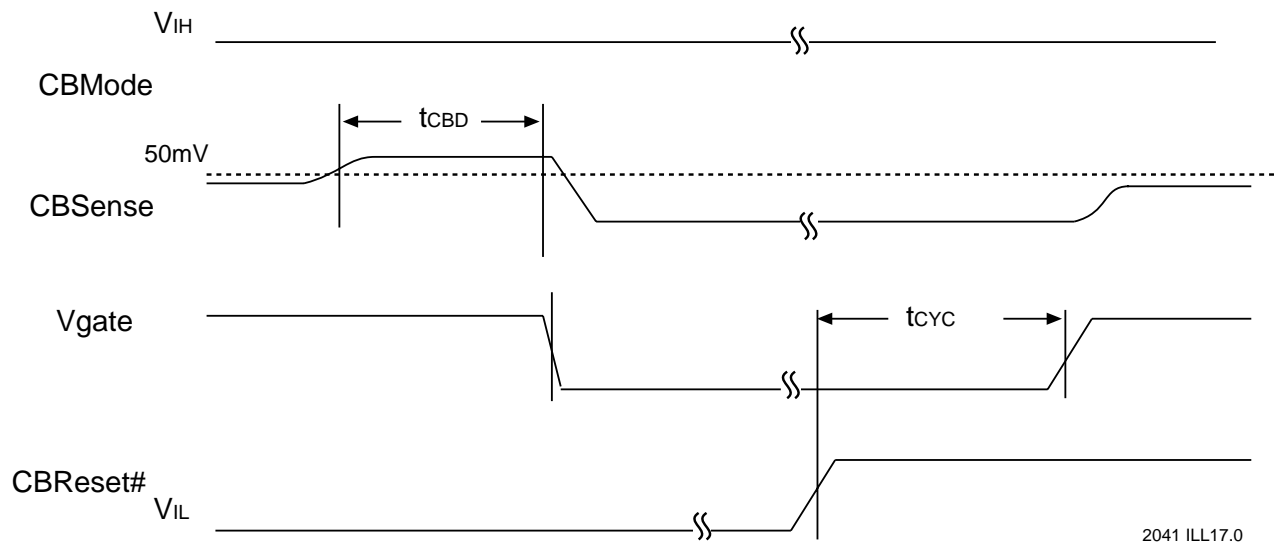 VIH
CBMode
tCBD
50mV
CBSense
Vgate
tCYC
CBReset#
VIL
2041 ILL17.0